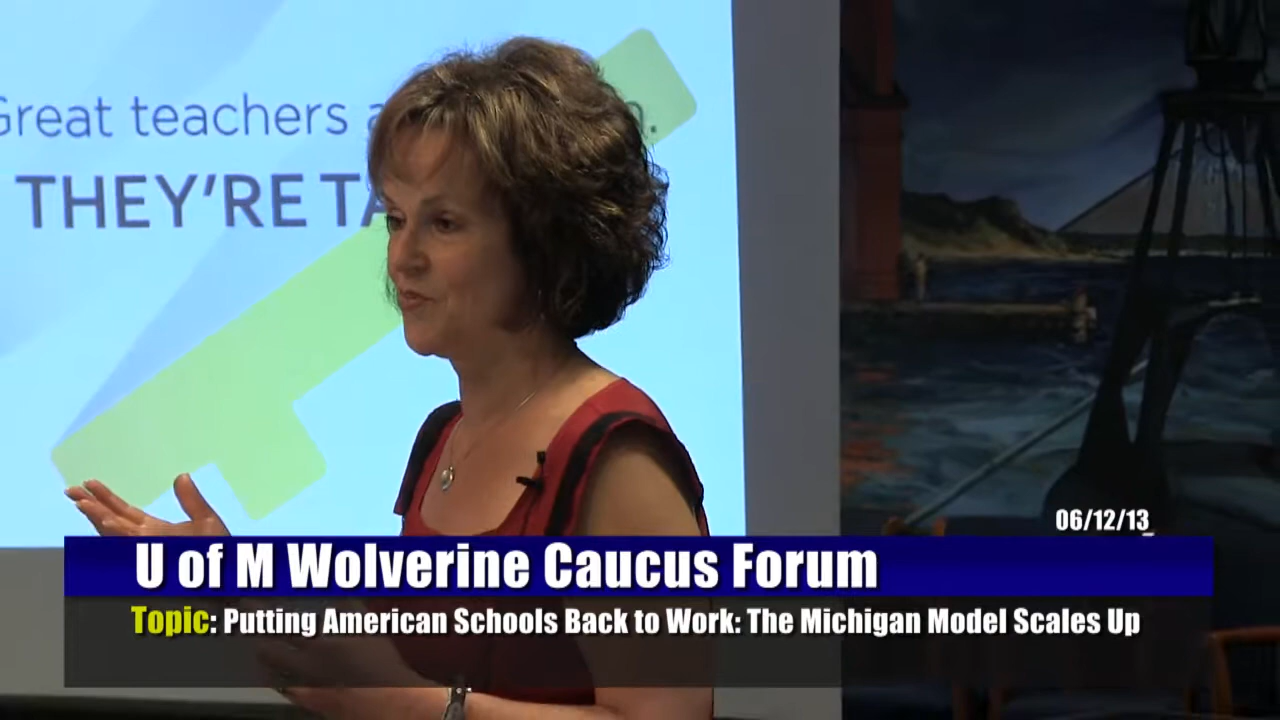 Great teachers
THEY'RE
06/12/13
U of M Wolverine Caucus Forum
Topic: Putting American Schools Back to Work: The Michigan Model Scales Up